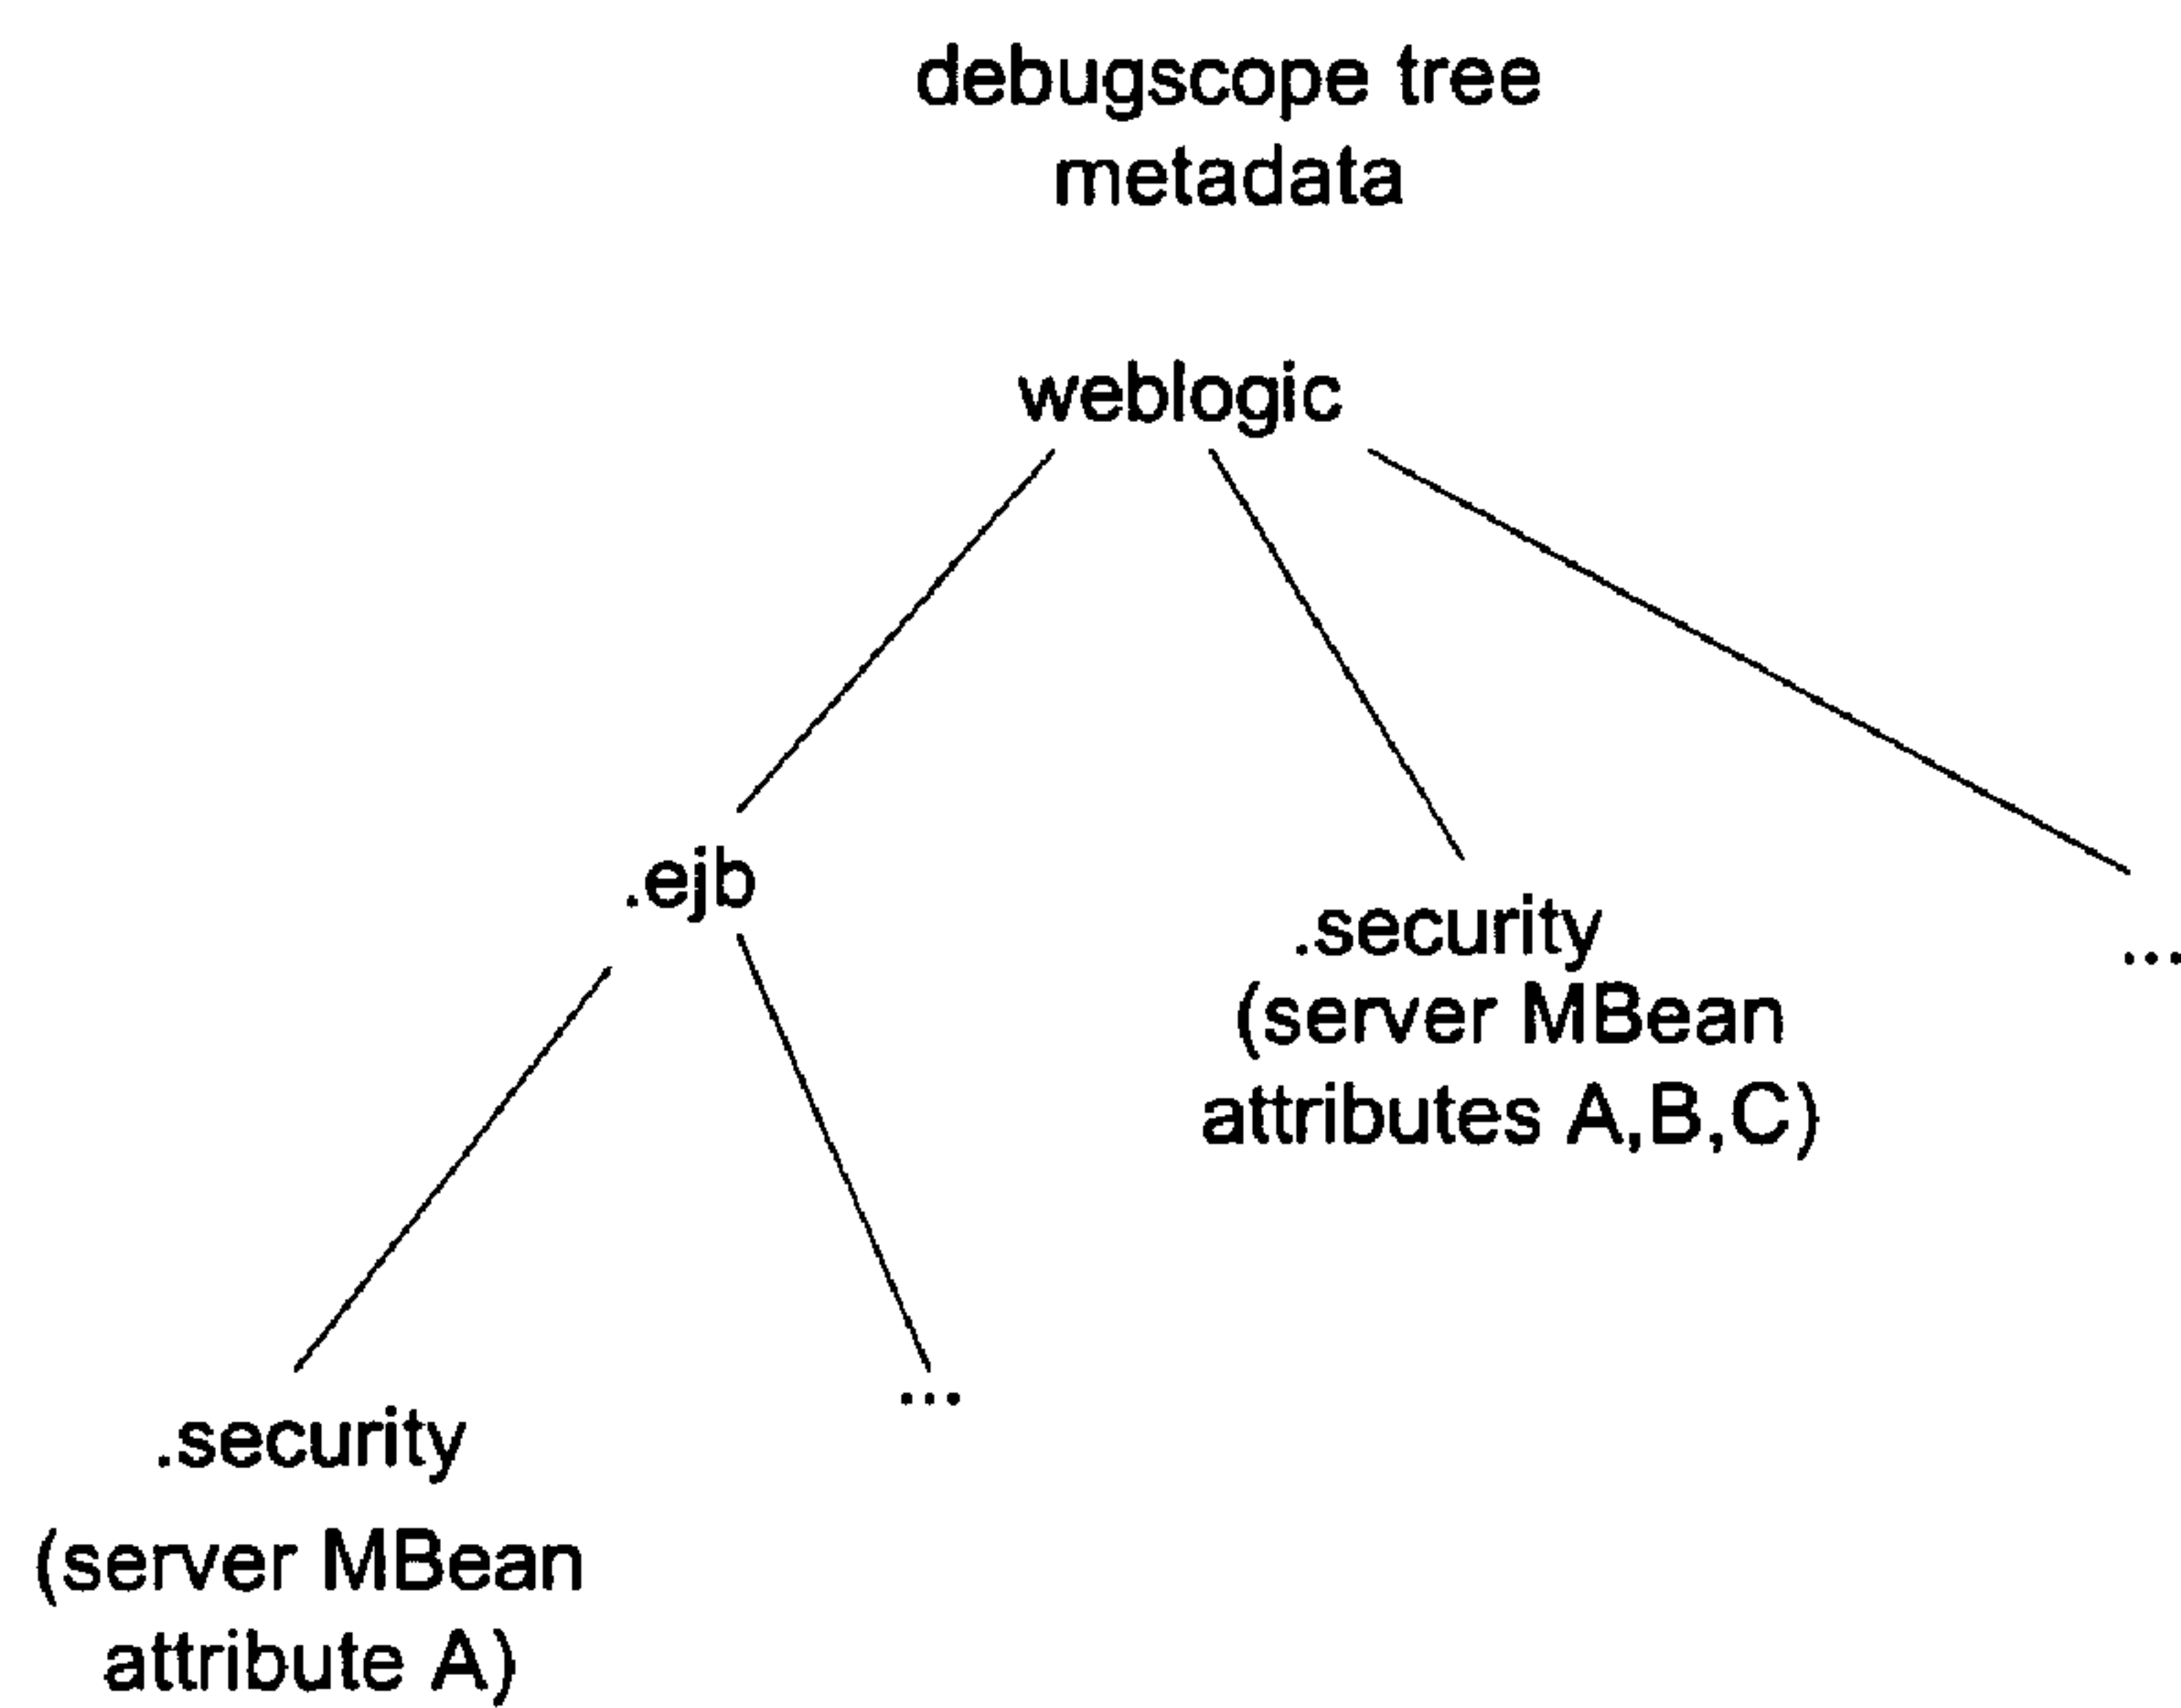 debugscope tree
metadata
weblogic
.ejb
.security
(server MBean
attributes A,B,C)
...
.security
(server MBean
attribute A)
...